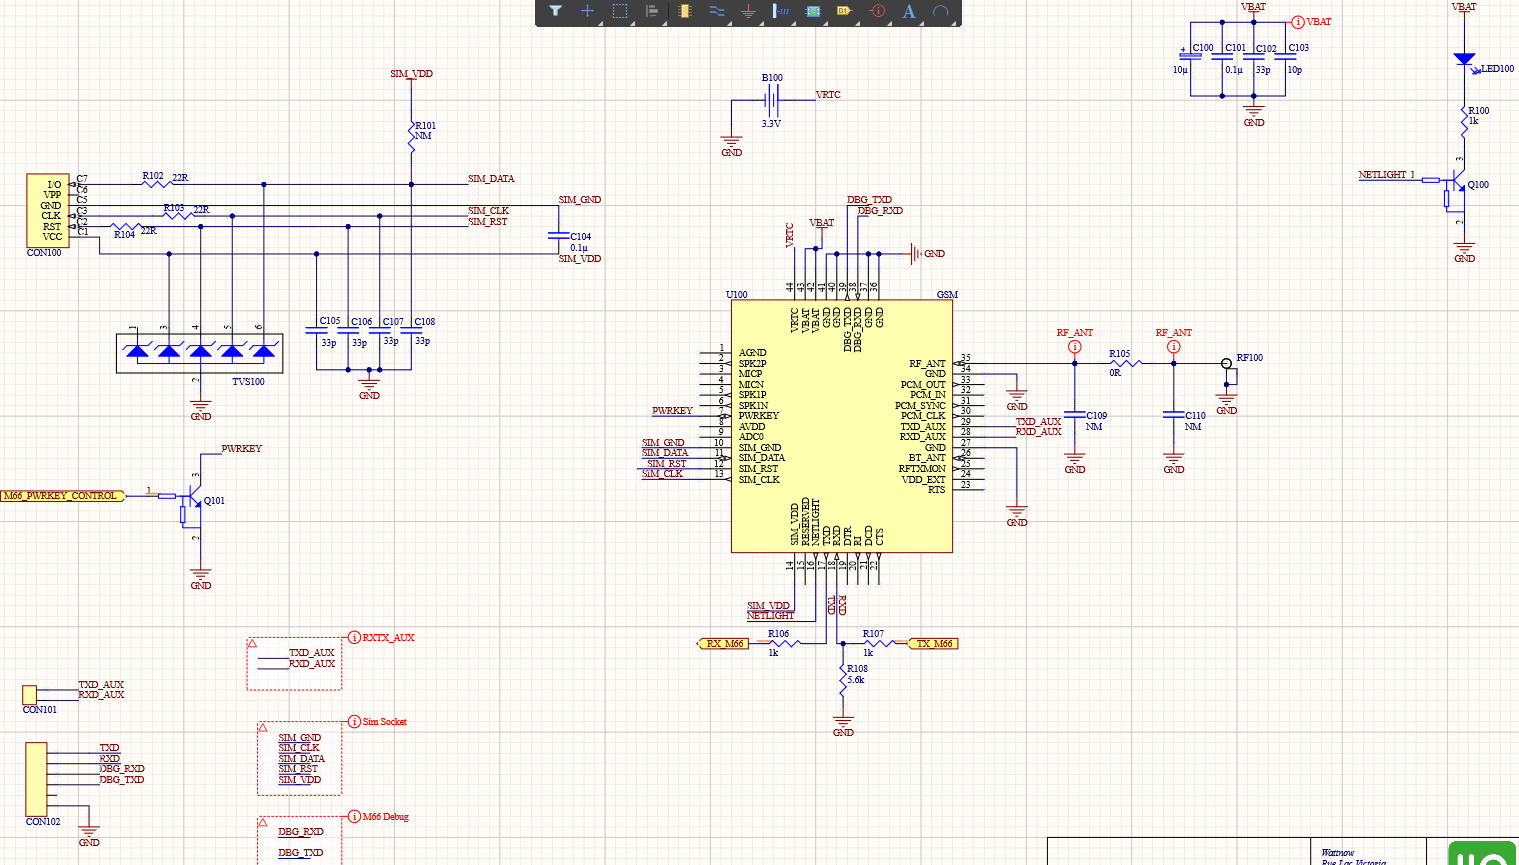 VBAT
VBAT
VBAT
C100
C101
C102
C103
10µ
0.1µ
33p
10p
GND
LED100
R100
1k
3
NETLIGHT 1
Q100
2
GND
SIM_VDD
R101
NM
B100
VRTC
3.3V
GND
I/O
VPP
GND
CLK
RST
VCC
C7
C6
C5
C3
C2
C1
CON100
R102
22R
R103
22R
R104
22R
SIM_DATA
SIM_GND
SIM_CLK
SIM_RST
C104
0.1µ
SIM_VDD
1
3
4
5
6
2
TVS100
GND
C105
C106
C107
C108
33p
33p
33p
33p
GND
PWRKEY
3
M66_PWRKEY_CONTROL
1
Q101
2
GND
VRTC
VBAT
DBG_TXD
DBG_RXD
GND
44
43
42
41
40
39
38
37
36
U100
GSM
VRTC
VBAT
VBAT
GND
GND
DBG_TXD
DBG_RXD
GND
GND
1 AGND
2 SPK2P
3 MICP
4 MICN
5 SPK1P
6 SPK1N
PWRKEY 7 PWRKEY
8 AVDD
9 ADC0
SIM_GND 10 SIM_GND
SIM_DATA 11 SIM_DATA
SIM_RST 12 SIM_RST
SIM_CLK 13 SIM_CLK
RF_ANT 35
GND 34
PCM_OUT 33
PCM_IN 32
PCM_SYNC 31
PCM_CLK 30
TXD_AUX 29 TXD_AUX
RXD_AUX 28 RXD_AUX
GND 27
BT_ANT 26
RFTXMON 25
VDD_EXT 24
RTS 23
GND
GND
SIM_VDD
RESERVED
NETLIGHT
TXD
RXD
DTR
RI
DCD
CTS
14
15
16
17
18
19
20
21
22
SIM_VDD
NETLIGHT
TXD
RXD
RX_M66
R106
1k
R107
1k
TX_M66
R108
5.6k
GND
RF_ANT
RF_ANT
R105
0R
RF100
GND
C109
NM
C110
NM
GND
GND
RXTX_AUX
TXD_AUX
RXD_AUX
TXD_AUX
RXD_AUX
CON101
Sim Socket
SIM_GND
SIM_CLK
SIM_DATA
SIM_RST
SIM_VDD
TXD
RXD
DBG_RXD
DBG_TXD
CON102
GND
M66 Debug
DBG_RXD
DBG_TXD
Wattnow
Rue Lac Victoria